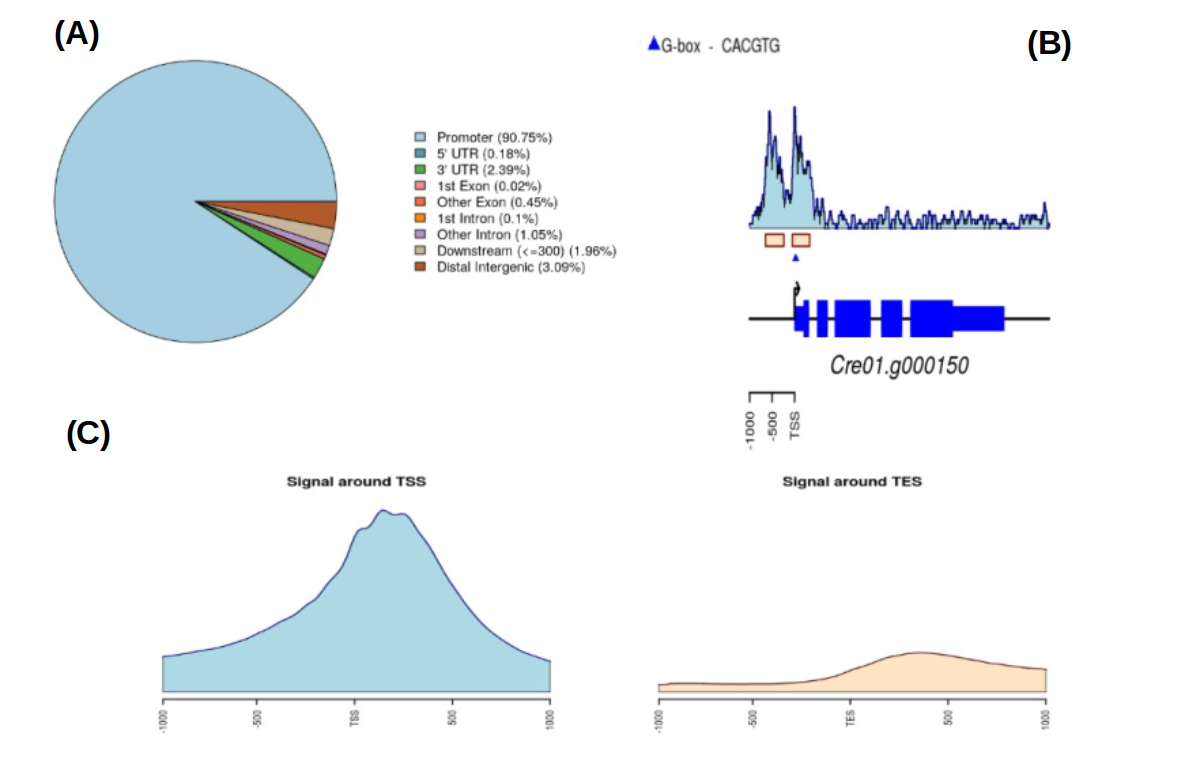 (A)
Promoter (90.75%)
5' UTR (0.18%)
3' UTR (2.39%)
1st Exon (0.02%)
Other Exon (0.45%)
1st Intron (0.1%)
Other Intron (1.05%)
Downstream (<=300) (1.96%)
Distal Intergenic (3.09%)
G-box - CACGTG
(B)
Cre01.g000150
-1000
-500
TSS
(C)
Signal around TSS
-1000
-500
TSS
500
1000
Signal around TES
-1000
-500
TES
500
1000